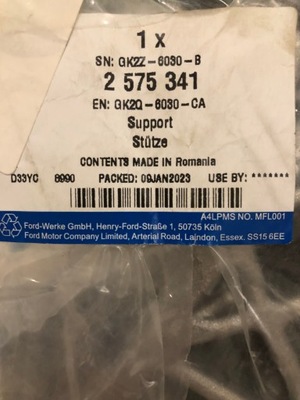 1 x
SN: GK2Z-6030-B
2 575 341
EN: GK2Q-6030-CA
Support
Stütze
CONTENTS MADE IN Romania
D33YC 8990 PACKED: 09JAN2023 USE BY: *******
A4LPMS NO. MFL001
Ford-Werke GmbH, Henry-Ford-Straße 1, 50735 Köln
Ford Motor Company Limited, Arterial Road, Laindon, Essex. SS15 6EE